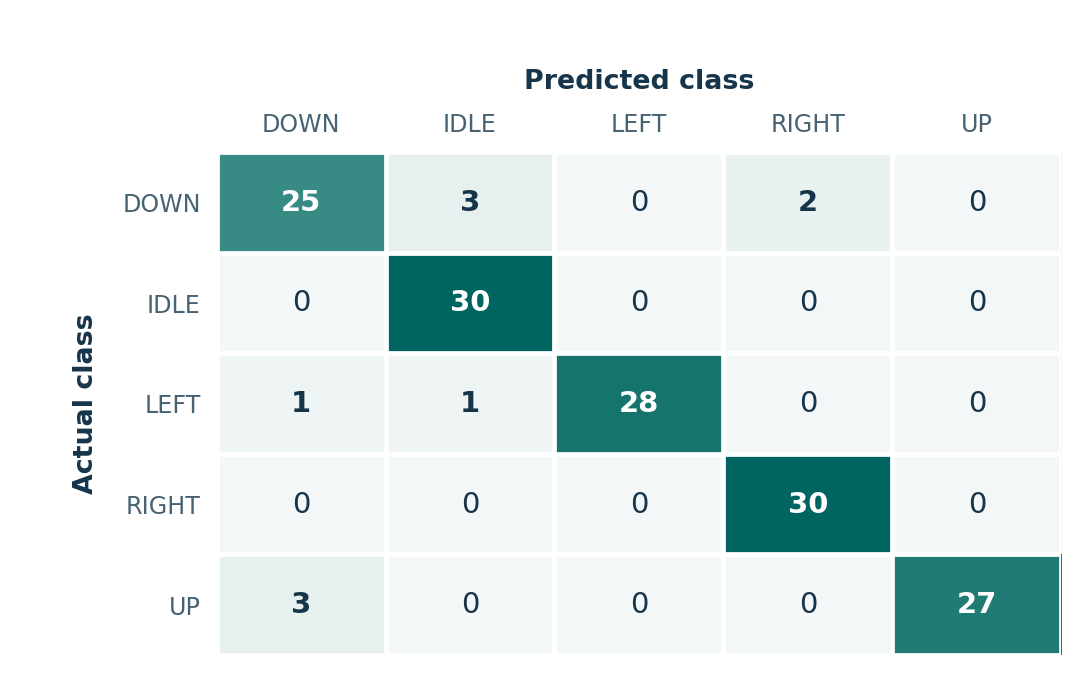 Predicted class
DOWN IDLE LEFT RIGHT UP
DOWN 25 3 0 2 0
IDLE 0 30 0 0 0
LEFT 1 1 28 0 0
RIGHT 0 0 0 30 0
UP 3 0 0 0 27
Actual class